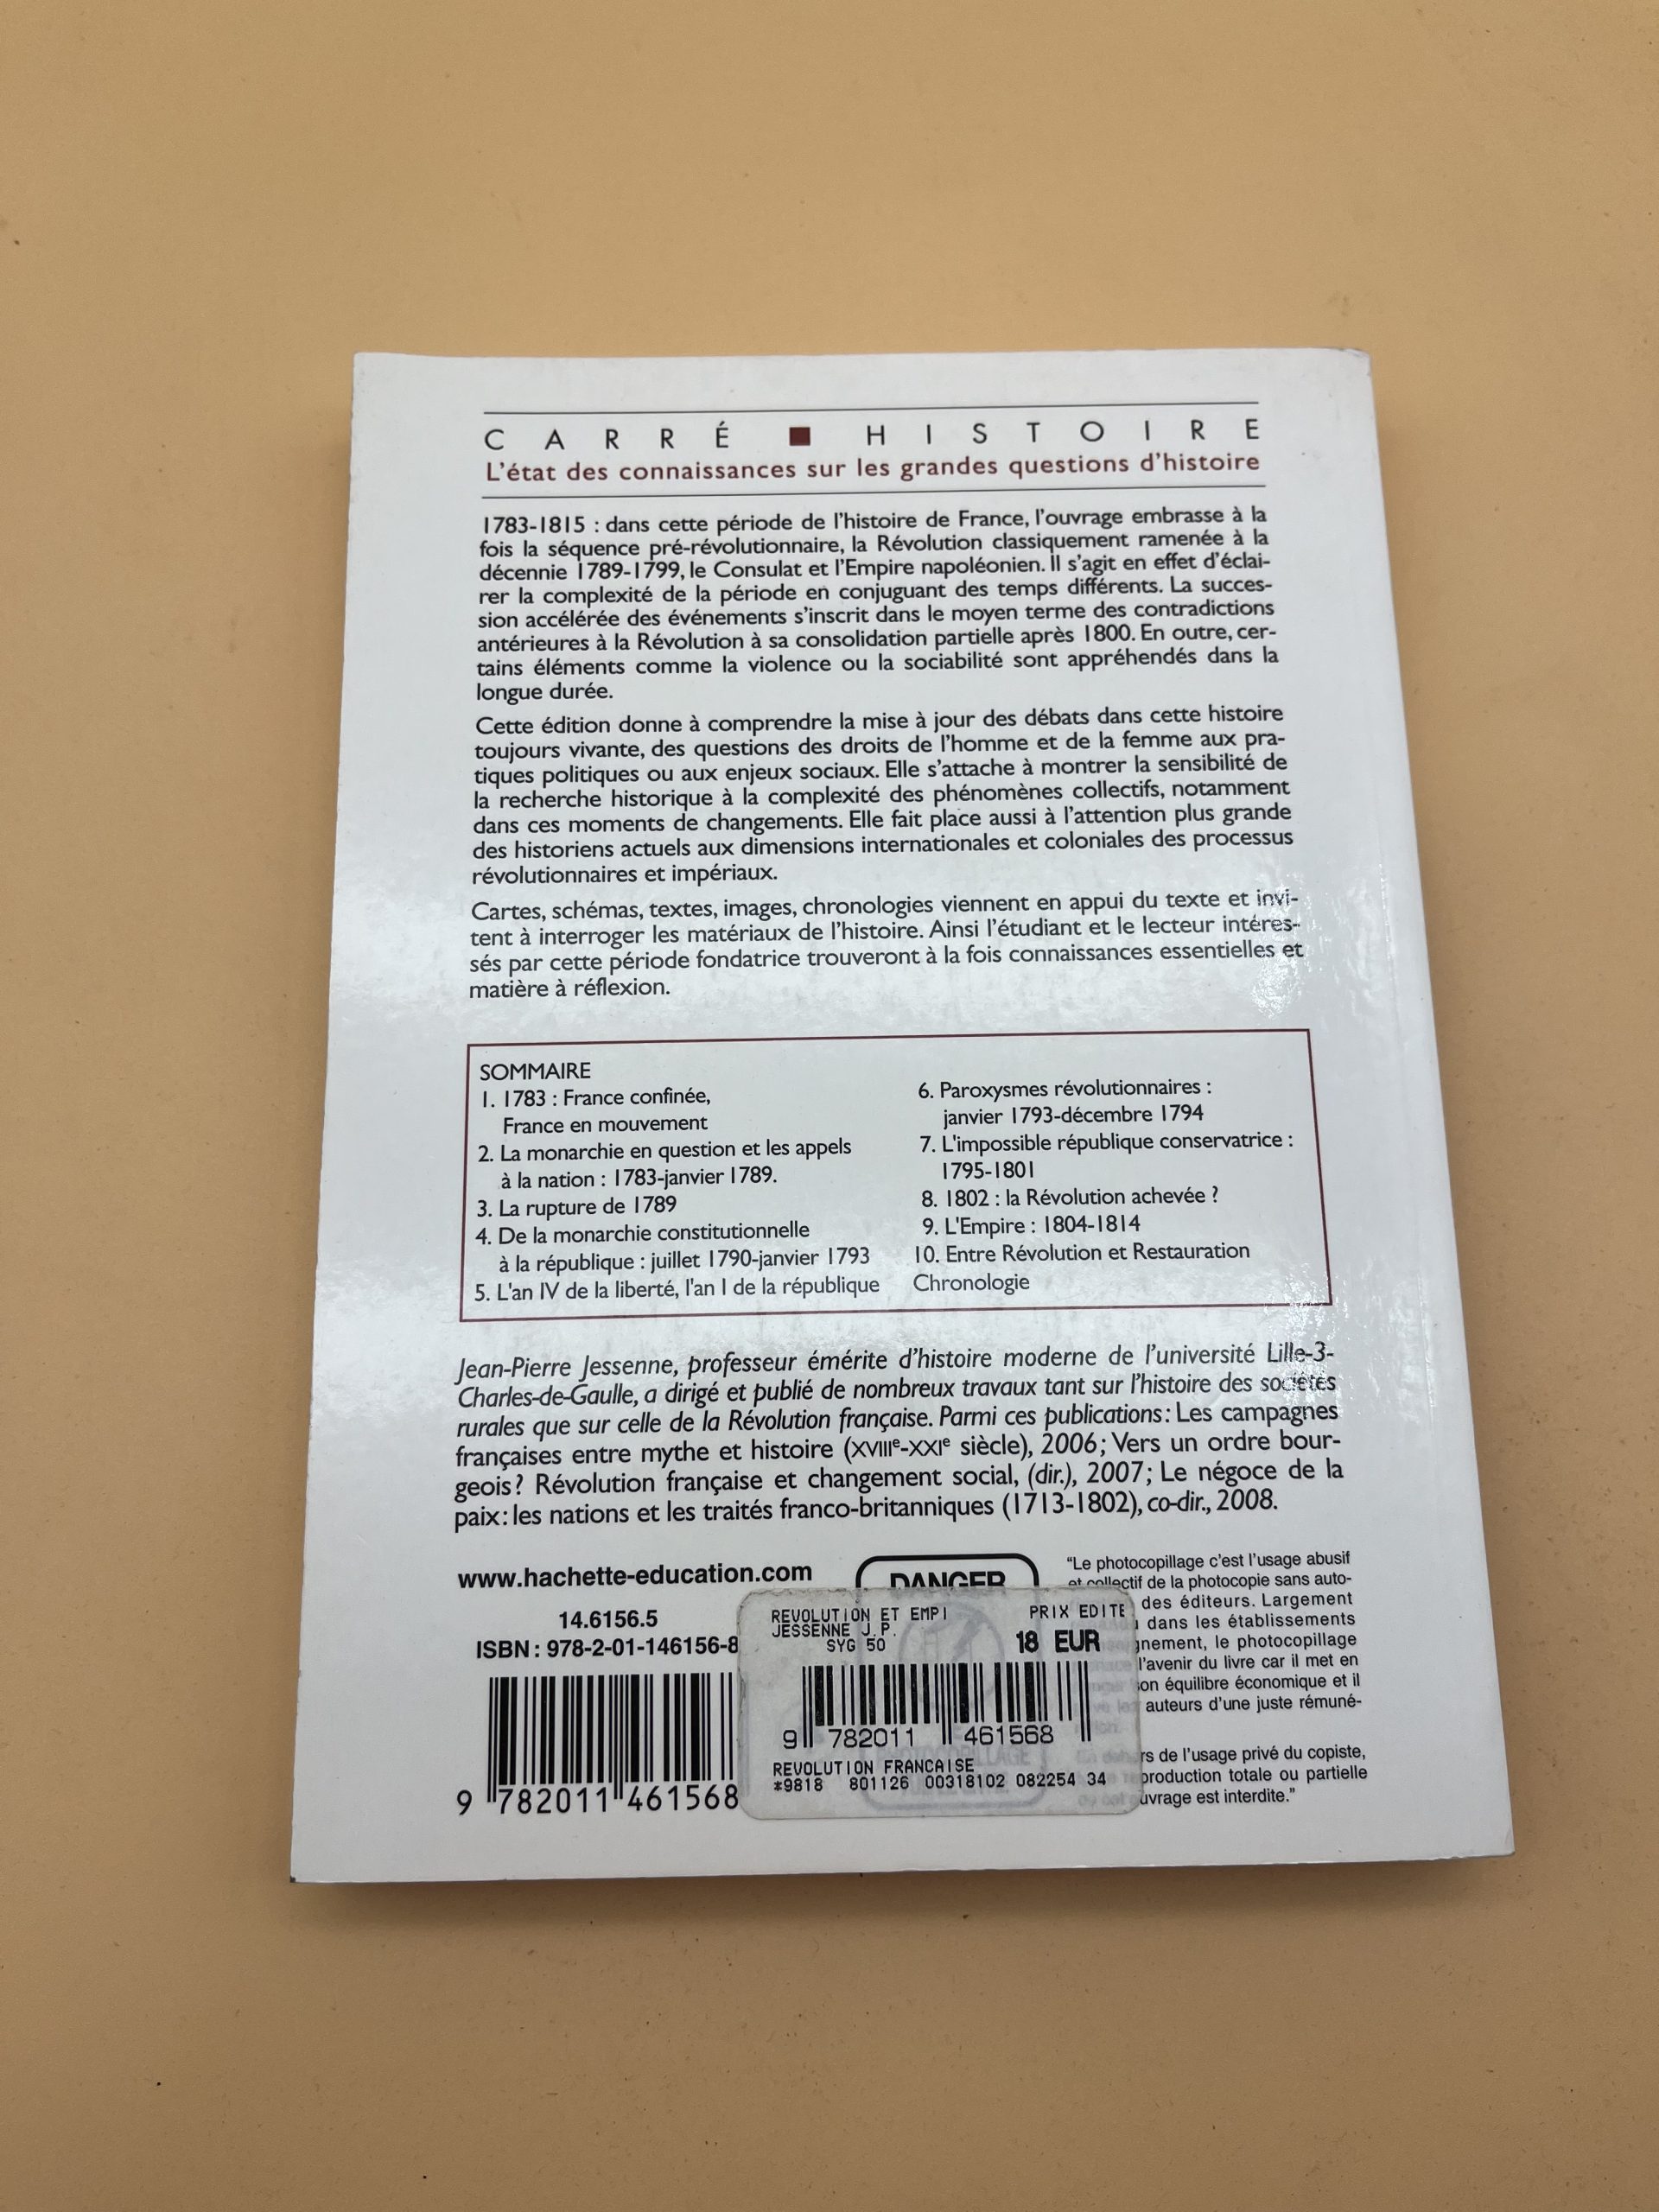 CARRÉ ■ HISTOIRE
L'état des connaissances sur les grandes questions d'histoire
1783-1815 : dans cette période de l'histoire de France, l'ouvrage embrasse à la
fois la séquence pré-révolutionnaire, la Révolution classiquement ramenée à la
décennie 1789-1799, le Consulat et l'Empire napoléonien. Il s'agit en effet d'éclai-
rer la complexité de la période en conjuguant des temps différents. La succes-
sion accélérée des événements s'inscrit dans le moyen terme des contradictions
antérieures à la Révolution à sa consolidation partielle après 1800. En outre, cer-
tains éléments comme la violence ou la sociabilité sont appréhendés dans la
longue durée.
Cette édition donne à comprendre la mise à jour des débats dans cette histoire
toujours vivante, des questions des droits de l'homme et de la femme aux pra-
tiques politiques ou aux enjeux sociaux. Elle s'attache à montrer la sensibilité de
la recherche historique à la complexité des phénomènes collectifs, notamment
dans ces moments de changements. Elle fait place aussi à l'attention plus grande
des historiens actuels aux dimensions internationales et coloniales des processus
révolutionnaires et impériaux.
Cartes, schémas, textes, images, chronologies viennent en appui du texte et invi-
tent à interroger les matériaux de l'histoire. Ainsi l'étudiant et le lecteur intéres-
sés par cette période fondatrice trouveront à la fois connaissances essentielles et
matière à réflexion.
SOMMAIRE
1. 1783 : France confinée,
France en mouvement
2. La monarchie en question et les appels
à la nation : 1783-janvier 1789.
3. La rupture de 1789
4. De la monarchie constitutionnelle
à la république : juillet 1790-janvier 1793
5. L'an IV de la liberté, l'an I de la république
6. Paroxysmes révolutionnaires :
janvier 1793-décembre 1794
7. L'impossible république conservatrice :
1795-1801
8. 1802 : la Révolution achevée ?
9. L'Empire : 1804-1814
10. Entre Révolution et Restauration
Chronologie
Jean-Pierre Jessenne, professeur émérite d'histoire moderne de l'université Lille-3-
Charles-de-Gaulle, a dirigé et publié de nombreux travaux tant sur l'histoire des sociétés
rurales que sur celle de la Révolution française. Parmi ces publications : Les campagnes
françaises entre mythe et histoire (XVIIIe-XXIe siècle), 2006 ; Vers un ordre bour-
geois ? Révolution française et changement social, (dir.), 2007 ; Le négoce de la
paix : les nations et les traités franco-britanniques (1713-1802), co-dir., 2008.
www.hachette-education.com
14.6156.5
ISBN : 978-2-01-146156-8
9 782011 461568
DANGER
REVOLUTION ET EMPI
PRIX EDITE
JESSENNE J.P.
SYG 50
18 EUR
9 782011 461568
REVOLUTION FRANCAISE
*9818 801126 00318102 082254 34
"Le photocopillage c'est l'usage abusif
et collectif de la photocopie sans auto-
des éditeurs. Largement
dans les établissements
gnement, le photocopillage
l'avenir du livre car il met en
son équilibre économique et il
auteurs d'une juste rémuné-
rs de l'usage privé du copiste,
production totale ou partielle
uvrage est interdite."